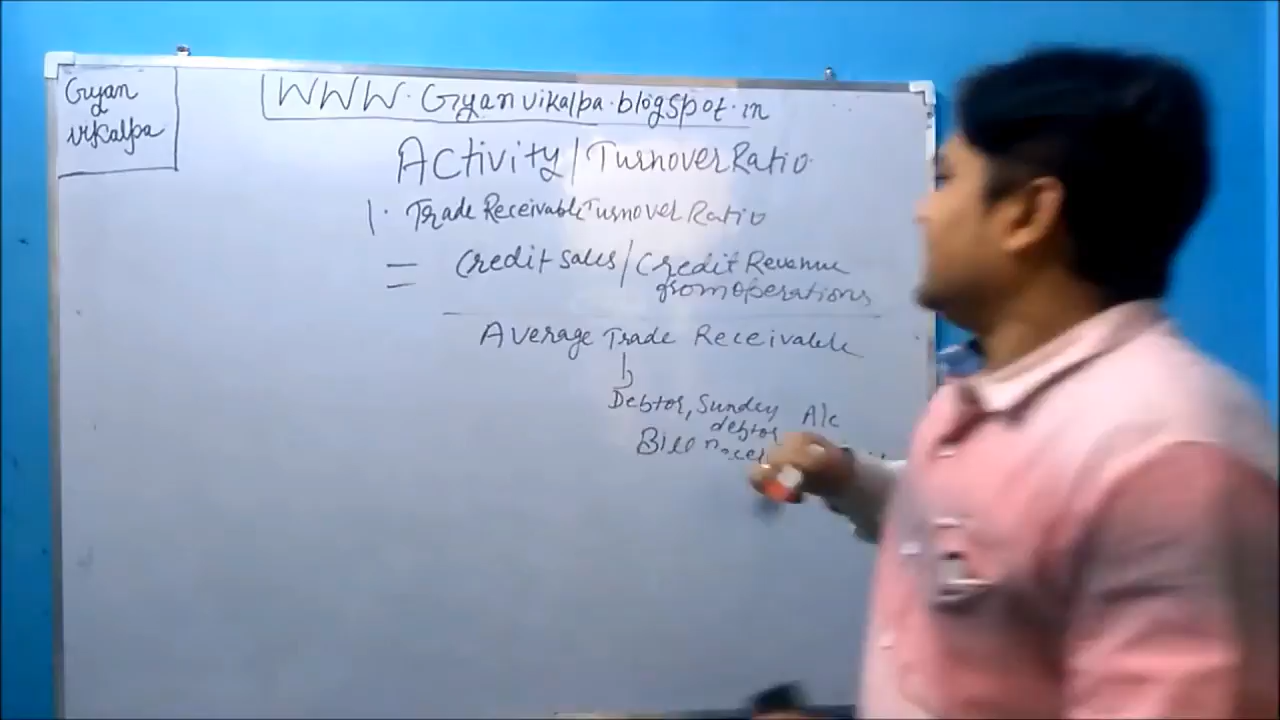 Gyan
vikalpa
WWW.Gyanvikalpa.blogspot.in
Activity/Turnover Ratio
1. Trade Receivable Turnover Ratio
= Credit sales/Credit Revenue
from operations
Average Trade Receivable
Debtor, Sundry A/c
debtor
Bill